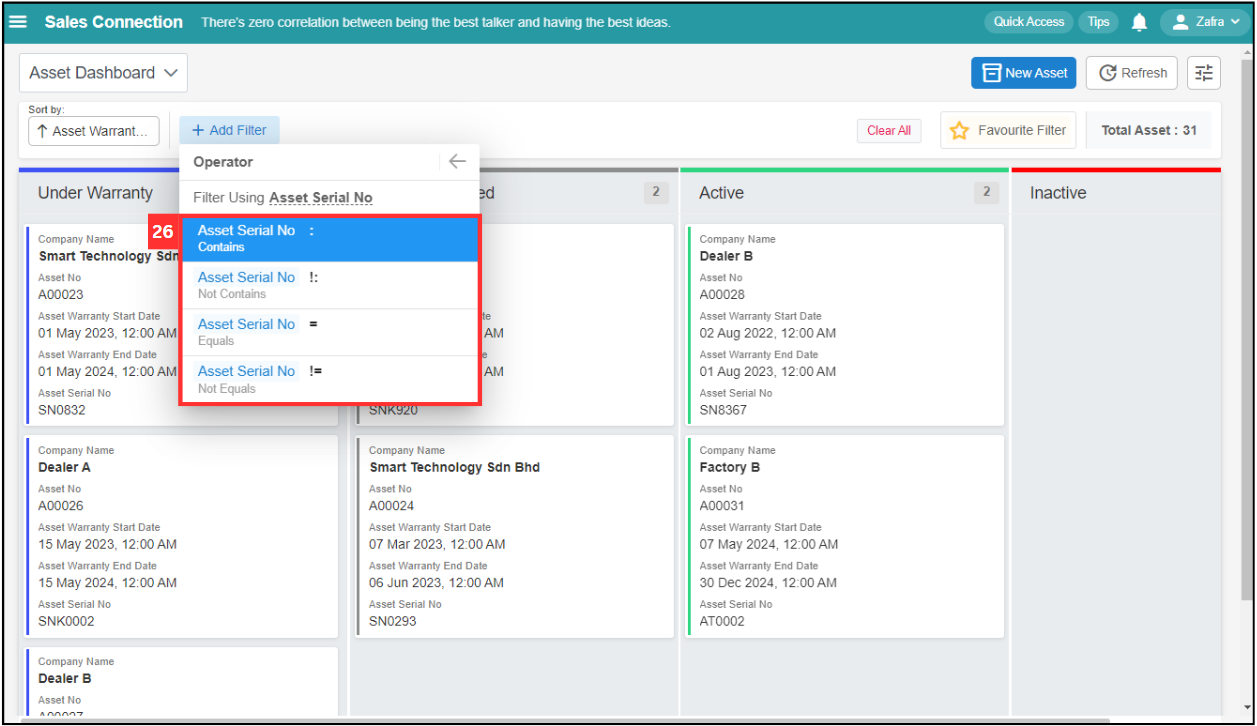 Sales Connection There's zero correlation between being the best talker and having the best ideas. Quick Access Tips Zafra
Asset Dashboard New Asset Refresh
Sort by:
Asset Warrant... + Add Filter Clear All Favourite Filter Total Asset : 31
Operator
Filter Using Asset Serial No
26
Asset Serial No :
Contains
Asset Serial No !:
Not Contains
Asset Serial No =
Equals
Asset Serial No !=
Not Equals
Under Warranty
Company Name
Smart Technology Sdn
Asset No
A00023
Asset Warranty Start Date
01 May 2023, 12:00 AM
Asset Warranty End Date
01 May 2024, 12:00 AM
Asset Serial No
SN0832
Company Name
Dealer A
Asset No
A00026
Asset Warranty Start Date
15 May 2023, 12:00 AM
Asset Warranty End Date
15 May 2024, 12:00 AM
Asset Serial No
SNK0002
Company Name
Dealer B
Asset No
A00027
ed 2
te
AM
e
AM
SNK920
Company Name
Smart Technology Sdn Bhd
Asset No
A00024
Asset Warranty Start Date
07 Mar 2023, 12:00 AM
Asset Warranty End Date
06 Jun 2023, 12:00 AM
Asset Serial No
SN0293
Active 2
Company Name
Dealer B
Asset No
A00028
Asset Warranty Start Date
02 Aug 2022, 12:00 AM
Asset Warranty End Date
01 Aug 2023, 12:00 AM
Asset Serial No
SN8367
Company Name
Factory B
Asset No
A00031
Asset Warranty Start Date
07 May 2024, 12:00 AM
Asset Warranty End Date
30 Dec 2024, 12:00 AM
Asset Serial No
AT0002
Inactive